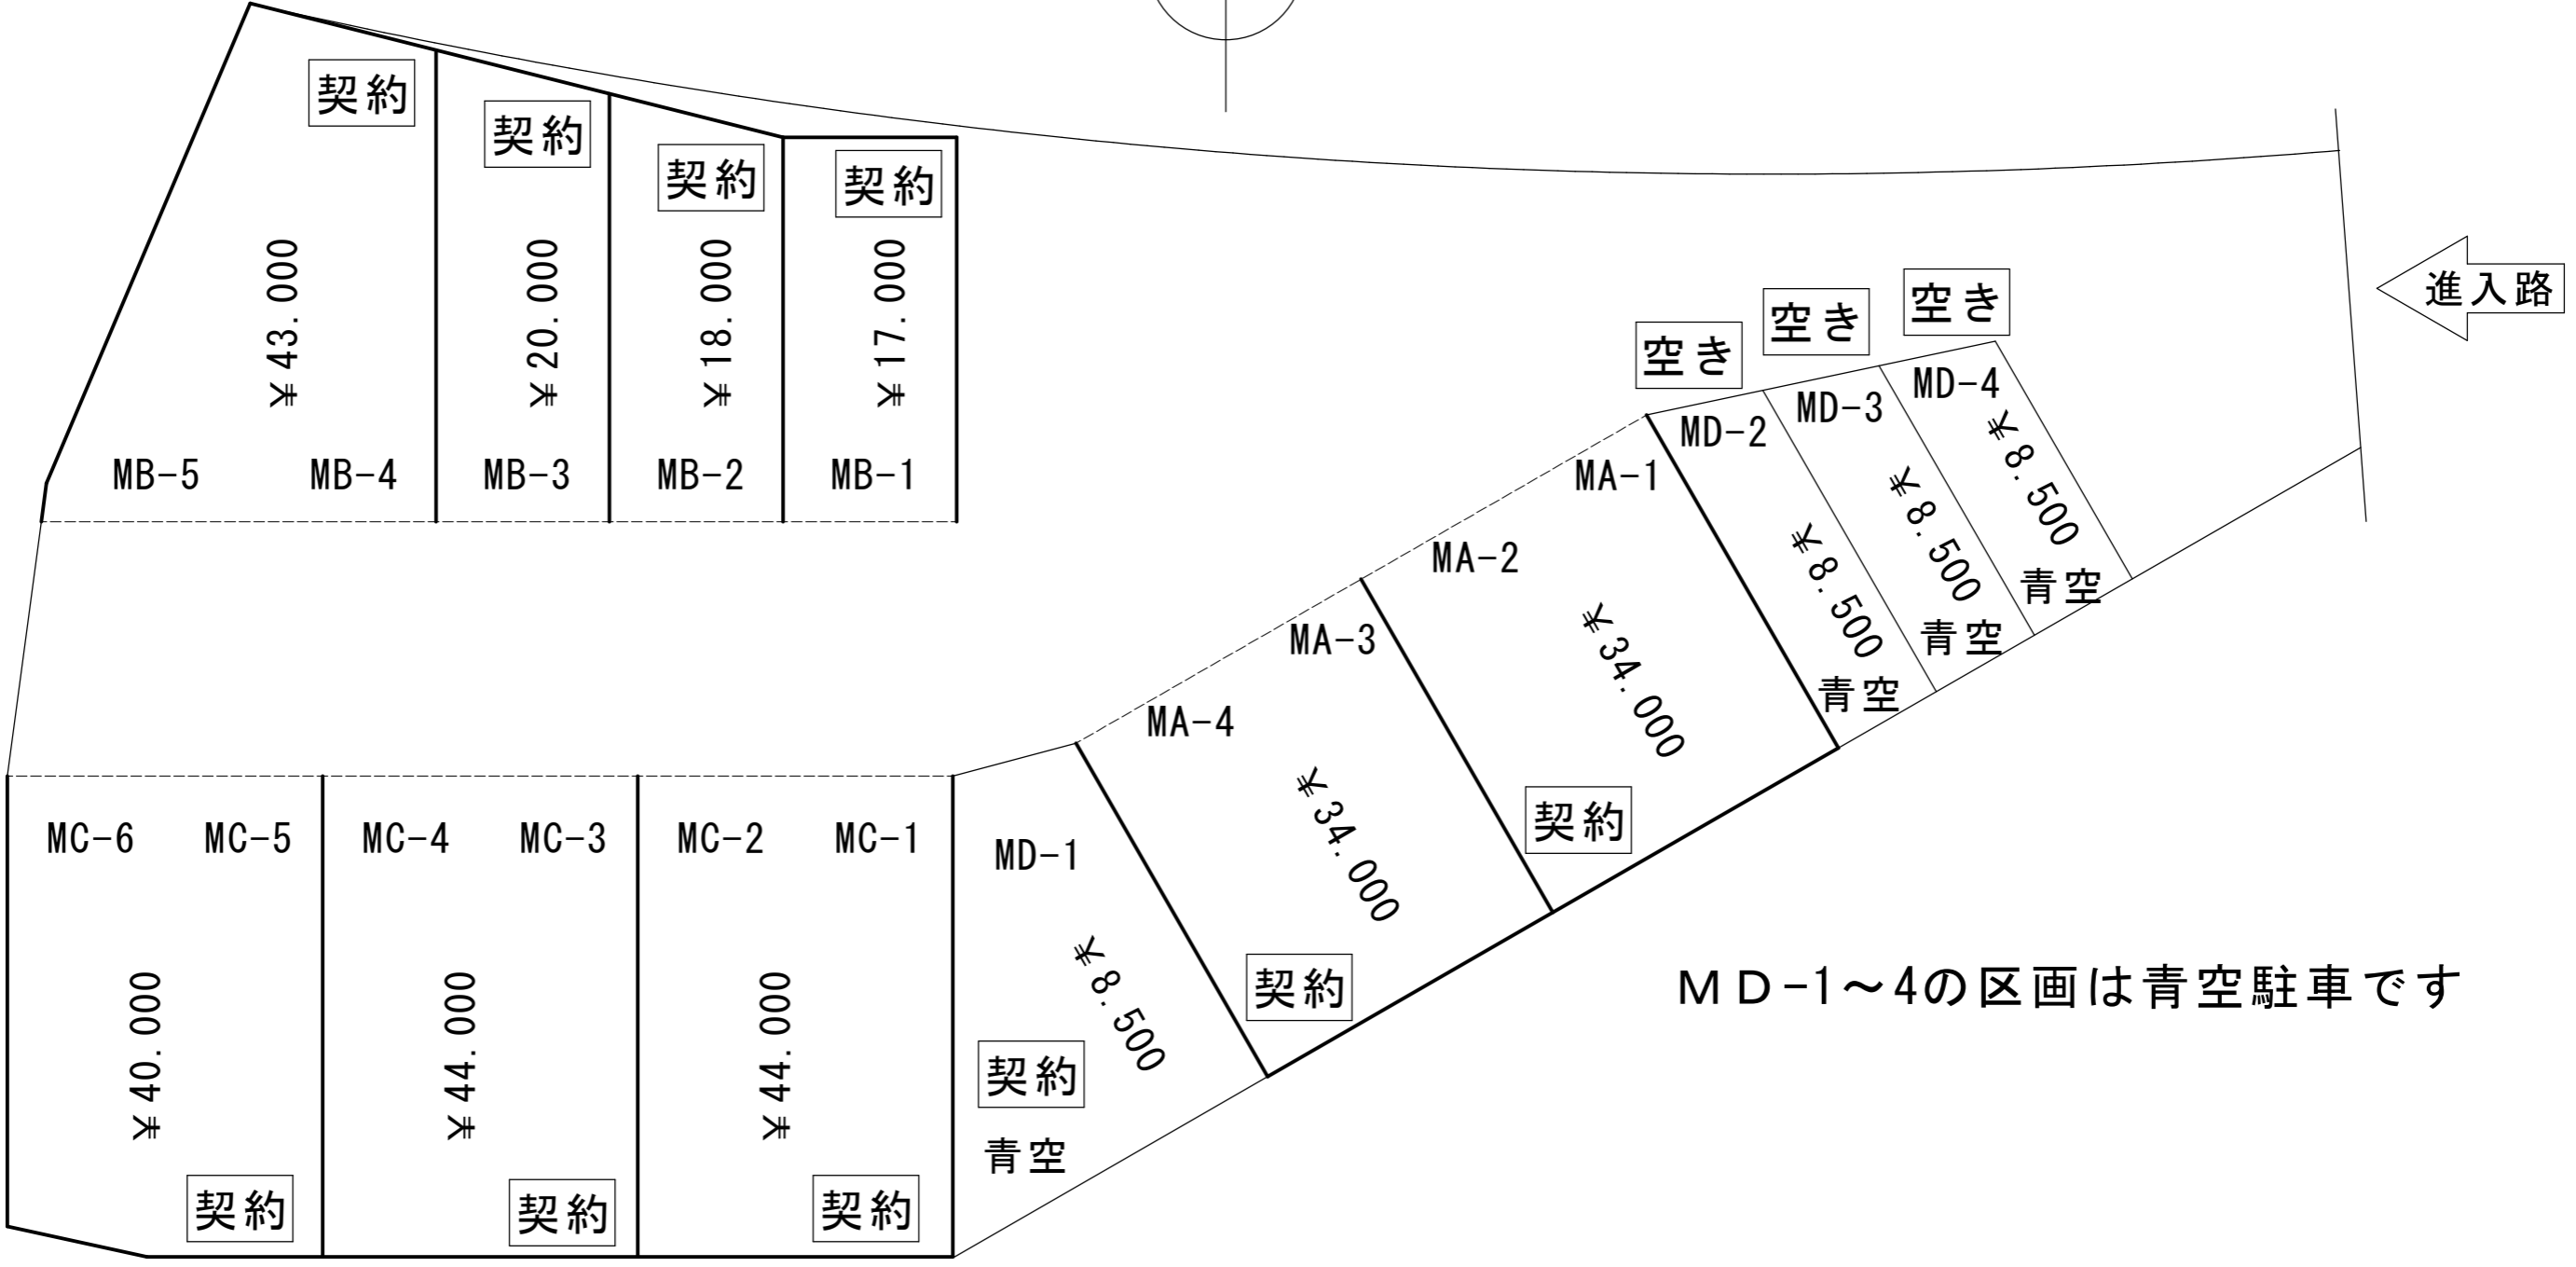 契約
契約
契約
契約
¥43.000
¥20.000
¥18.000
¥17.000
MB-5
MB-4
MB-3
MB-2
MB-1
進入路
空き
空き
空き
MD-4
MD-3
MD-2
¥8.500
¥8.500
¥8.500
青空
青空
青空
MA-1
MA-2
¥34.000
契約
MA-3
MA-4
¥34.000
契約
MC-6
MC-5
MC-4
MC-3
MC-2
MC-1
MD-1
¥40.000
¥44.000
¥44.000
¥8.500
契約
青空
契約
契約
契約
MD-1~4の区画は青空駐車です